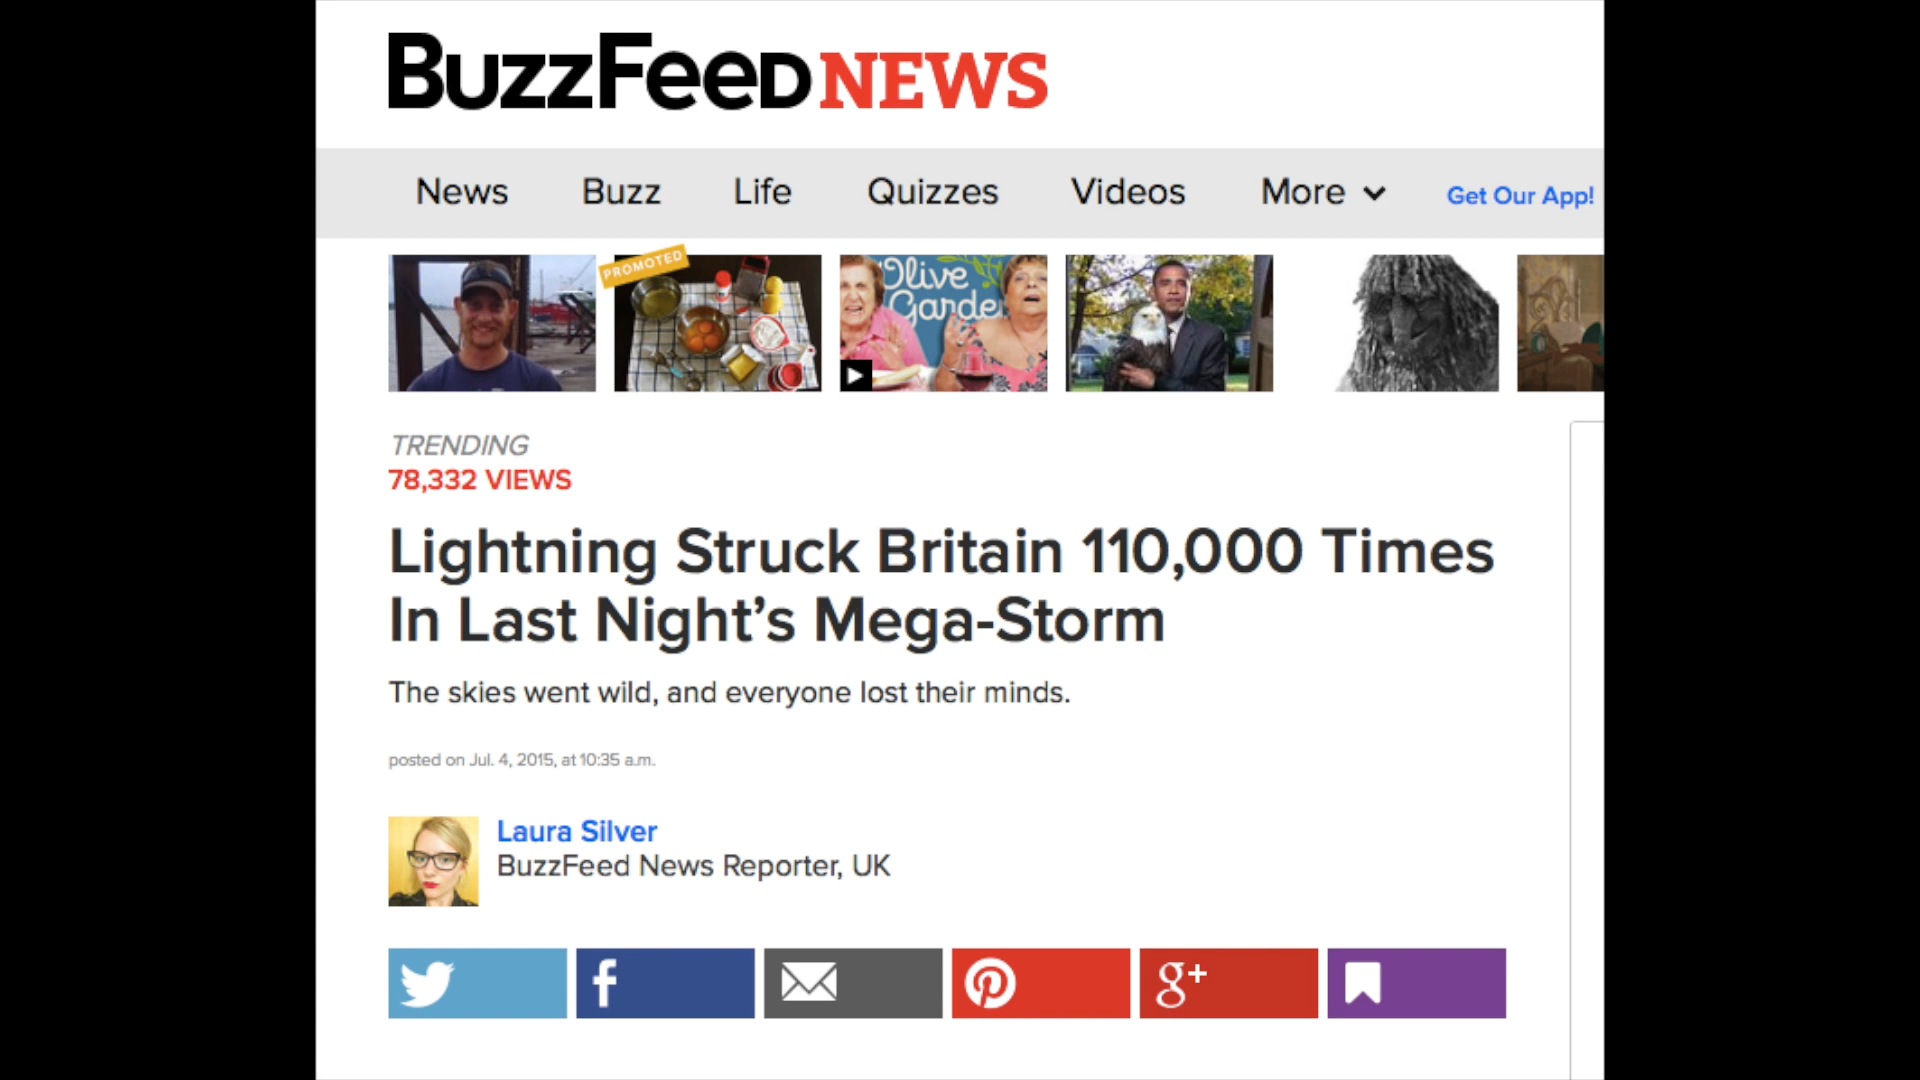 BuzzFeed NEWS
News Buzz Life Quizzes Videos More Get Our App!
PROMOTED
Olive
Garde
TRENDING
78,332 VIEWS
Lightning Struck Britain 110,000 Times
In Last Night's Mega-Storm
The skies went wild, and everyone lost their minds.
posted on Jul. 4, 2015, at 10:35 a.m.
Laura Silver
BuzzFeed News Reporter, UK
f
g+